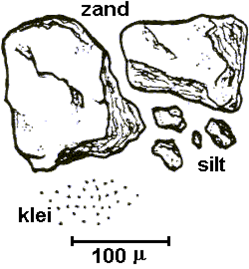 zand
silt
klei
100 μ